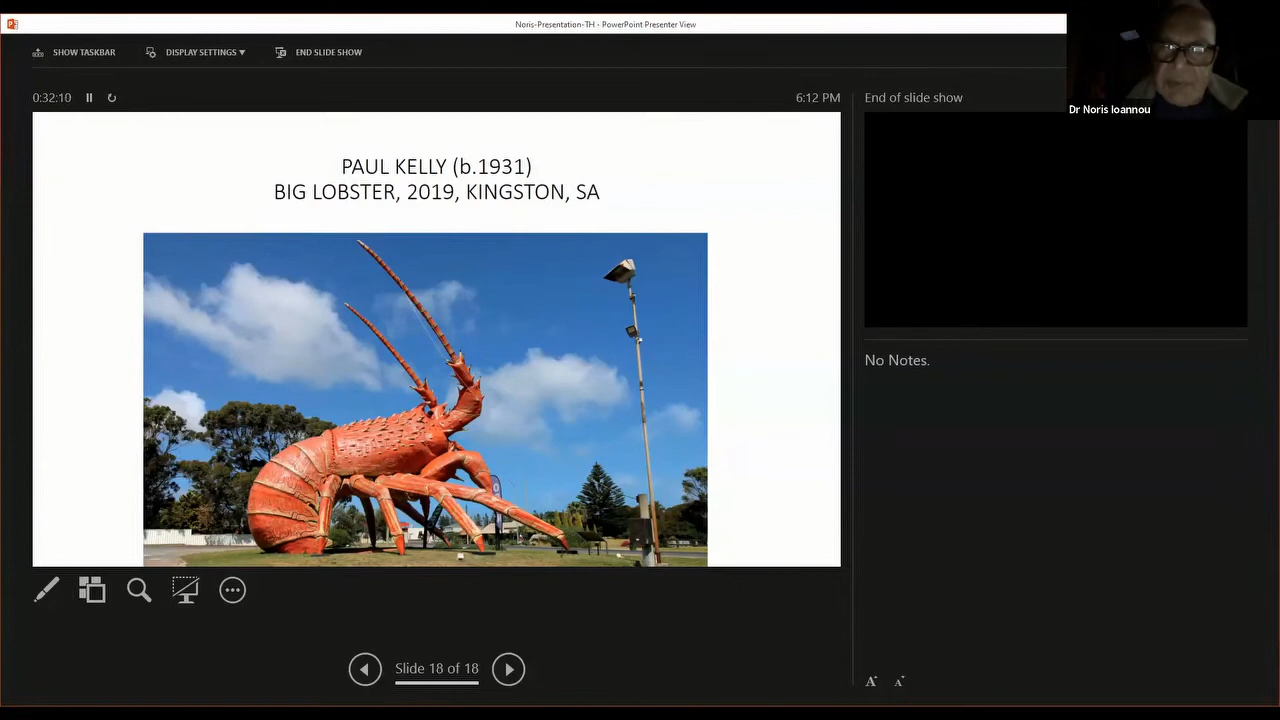 Noris-Presentation-TH - PowerPoint Presenter View
SHOW TASKBAR
DISPLAY SETTINGS ▼
END SLIDE SHOW
0:32:10
6:12 PM
End of slide show
Dr Noris Ioannou
PAUL KELLY (b.1931)
BIG LOBSTER, 2019, KINGSTON, SA
No Notes.
Slide 18 of 18
A A